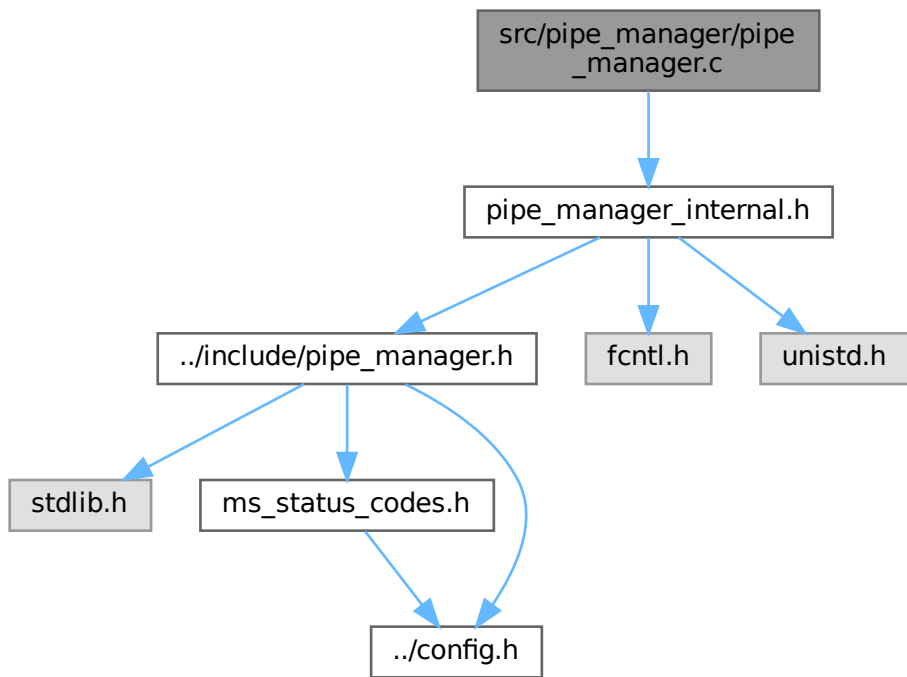 src/pipe_manager/pipe
_manager.c
pipe_manager_internal.h
../include/pipe_manager.h
fcntl.h
unistd.h
stdlib.h
ms_status_codes.h
../config.h